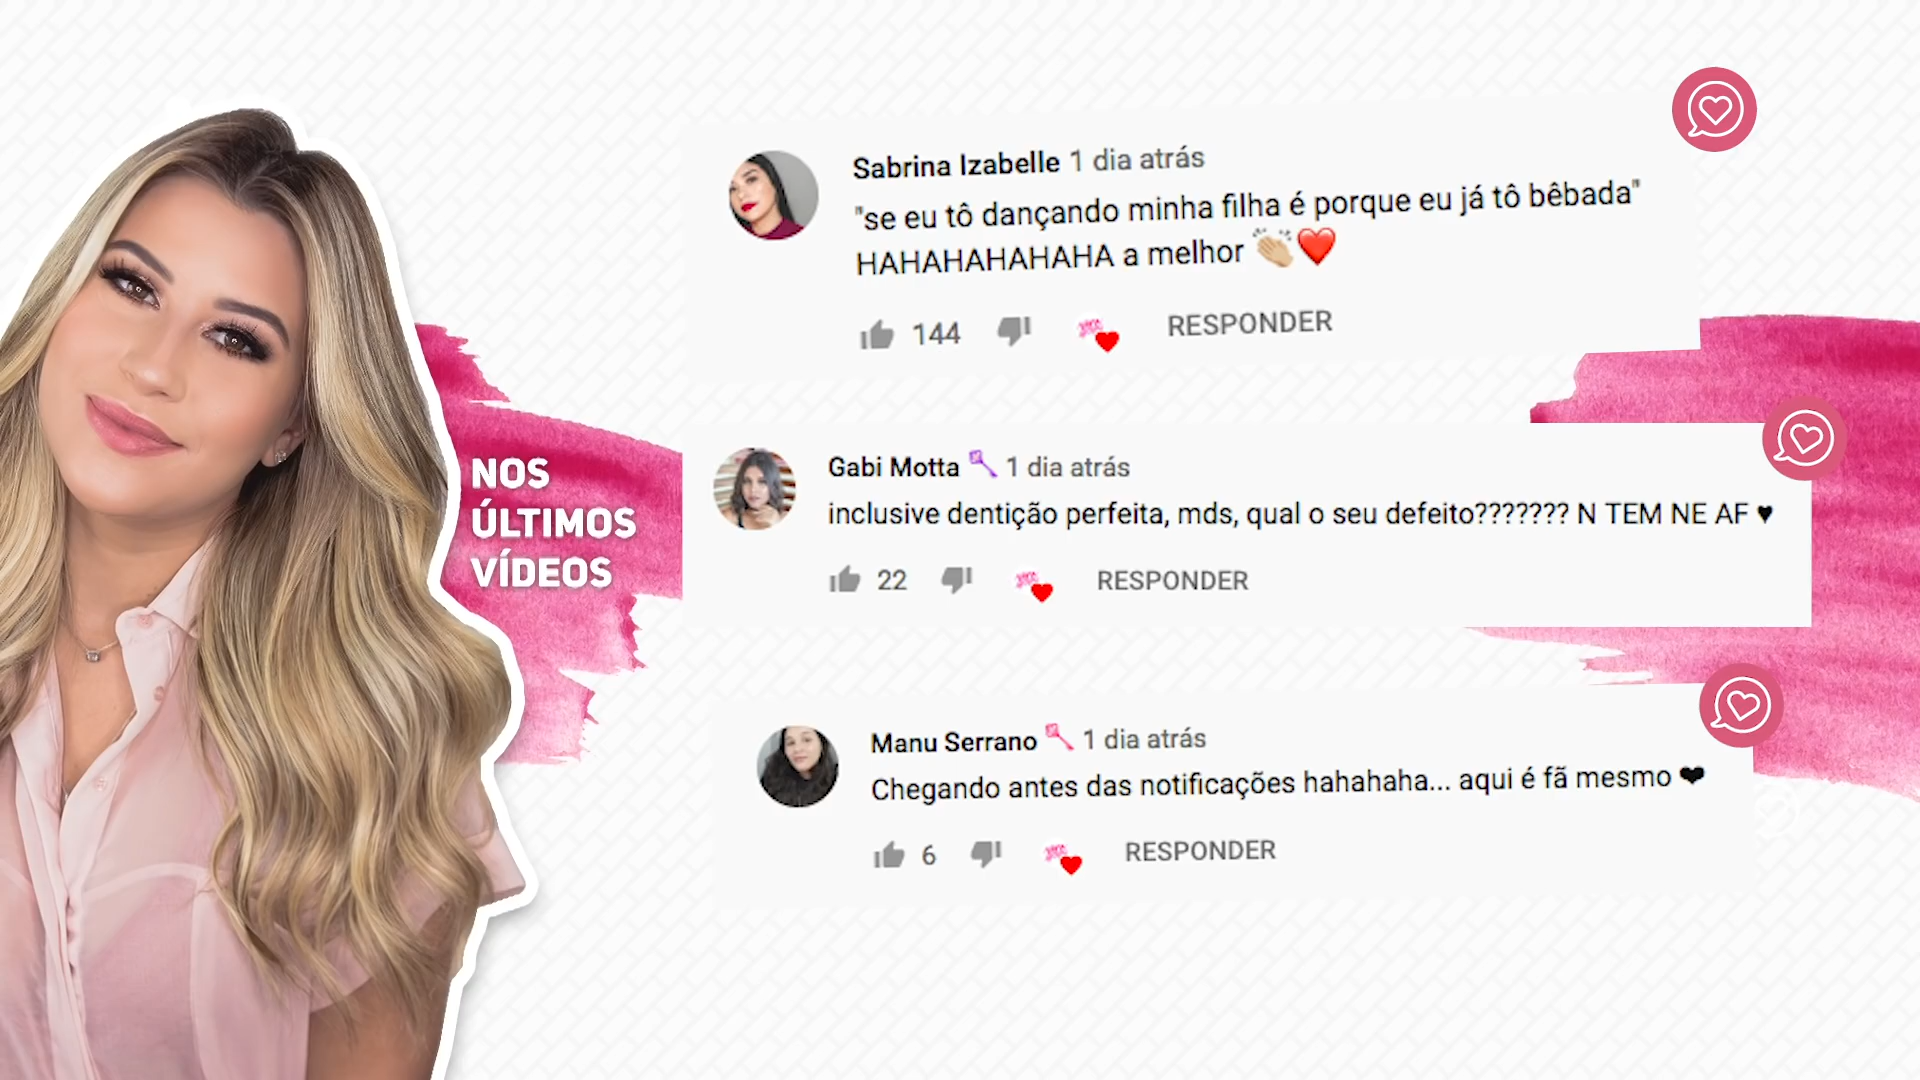 NOS
ÚLTIMOS
VÍDEOS
Sabrina Izabelle 1 dia atrás
"se eu tô dançando minha filha é porque eu já tô bêbada"
HAHAHAHAHAHA a melhor 👏🏼❤️
144 RESPONDER
Gabi Motta 1 dia atrás
inclusive dentição perfeita, mds, qual o seu defeito??????? N TEM NE AF ♥
22 RESPONDER
Manu Serrano 1 dia atrás
Chegando antes das notificações hahahaha... aqui é fã mesmo ❤
6 RESPONDER